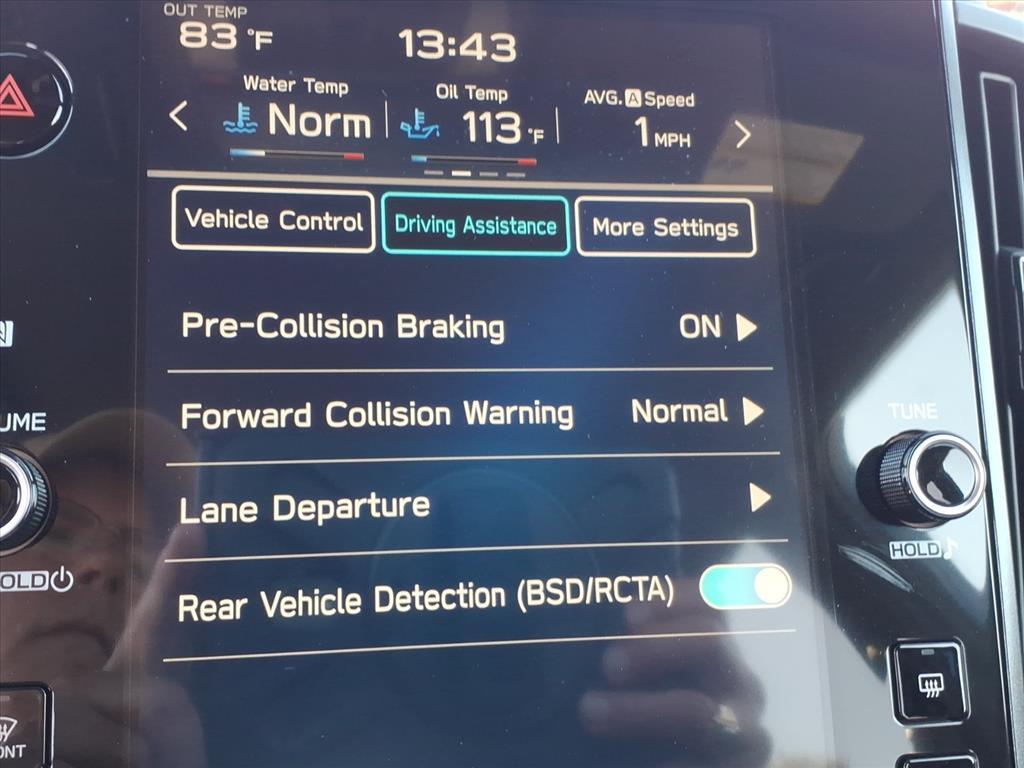 OUT TEMP
83 °F
13:43
Water Temp
Norm
Oil Temp
113 °F
AVG. A Speed
1 MPH
Vehicle Control
Driving Assistance
More Settings
Pre-Collision Braking ON
Forward Collision Warning Normal
Lane Departure
Rear Vehicle Detection (BSD/RCTA)
UME
OLD
ONT
TUNE
HOLD